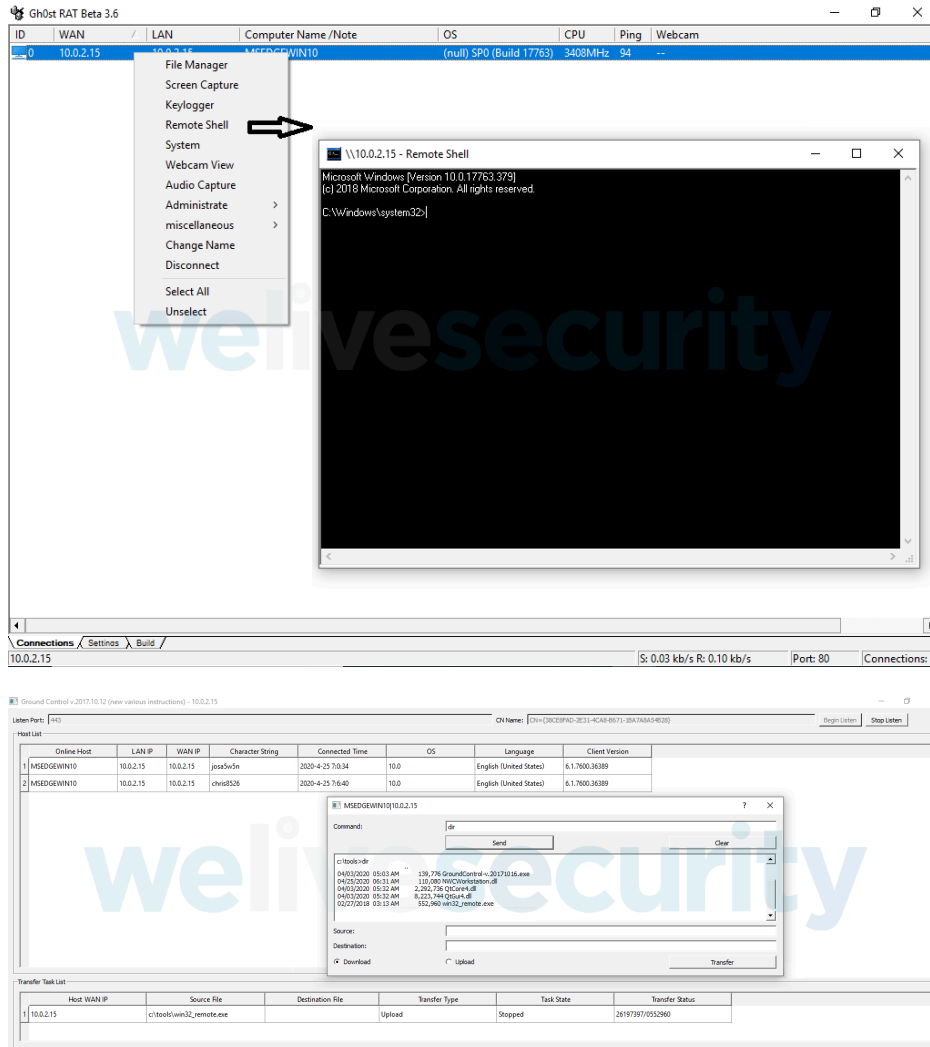 Gh0st RAT Beta 3.6
ID WAN / LAN Computer Name /Note OS CPU Ping Webcam
0 10.0.2.15 10.0.2.15 MSEDGEWIN10 (null) SP0 (Build 17763) 3408MHz 94 --
File Manager
Screen Capture
Keylogger
Remote Shell
System
Webcam View
Audio Capture
Administrate >
miscellaneous >
Change Name
Disconnect
Select All
Unselect
\\10.0.2.15 - Remote Shell
Microsoft Windows [Version 10.0.17763.379]
(c) 2018 Microsoft Corporation. All rights reserved.
C:\Windows\system32>
welivesecurity
Connections Settings Build
10.0.2.15 S: 0.03 kb/s R: 0.10 kb/s Port: 80 Connections:
Ground Control v.2017.10.12 (new various instructions) - 10.0.2.15
Listen Port: 443 CN Name: Begin Listen Stop Listen
Host List
Online Host LAN IP WAN IP Character String Connected Time OS Language Client Version
1 MSEDGEWIN10 10.0.2.15 10.0.2.15 josa5w5n 2020-4-25 7:0:34 10.0 English (United States) 6.1.7600.36389
2 MSEDGEWIN10 10.0.2.15 10.0.2.15 chris8526 2020-4-25 7:6:40 10.0 English (United States) 6.1.7600.36389
MSEDGEWIN10|10.0.2.15 ?
Command: dir
Send Clear
c:\tools>dir
..
04/03/2020 05:03 AM 139,776 GroundControl-v.20171016.exe
04/25/2020 06:31 AM 110,080 NWCWorkstation.dll
04/03/2020 05:32 AM 2,292,736 QtCore4.dll
04/03/2020 05:32 AM 8,223,744 QtGui4.dll
02/27/2018 03:13 AM 552,960 win32_remote.exe
Source:
Destination:
Download Upload Transfer
welivesecurity
Transfer Task List
Host WAN IP Source File Destination File Transfer Type Task State Transfer Status
1 10.0.2.15 c:\tools\win32_remote.exe Upload Stopped 26197397/0552960